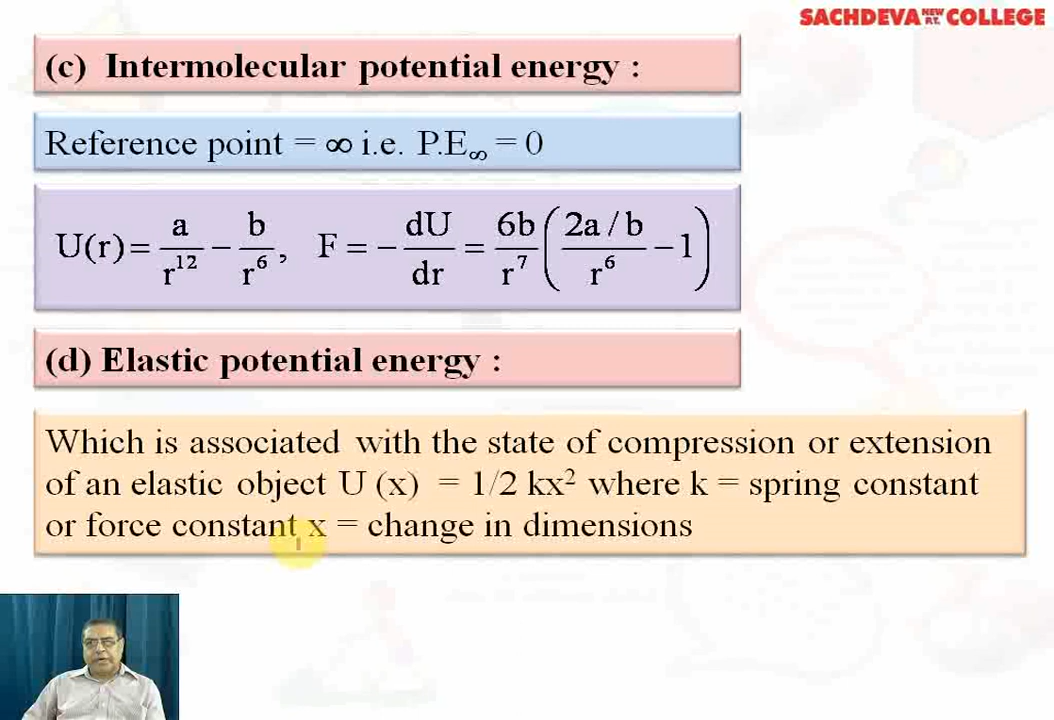 SACHDEVA NEW P.T. COLLEGE
(c) Intermolecular potential energy :
Reference point = ∞ i.e. P.E∞ = 0
U(r)= a/r¹² − b/r⁶, F = − dU/dr = 6b/r⁷ (2a / b/r⁶ − 1)
(d) Elastic potential energy :
Which is associated with the state of compression or extension
of an elastic object U (x) = 1/2 kx² where k = spring constant
or force constant x = change in dimensions